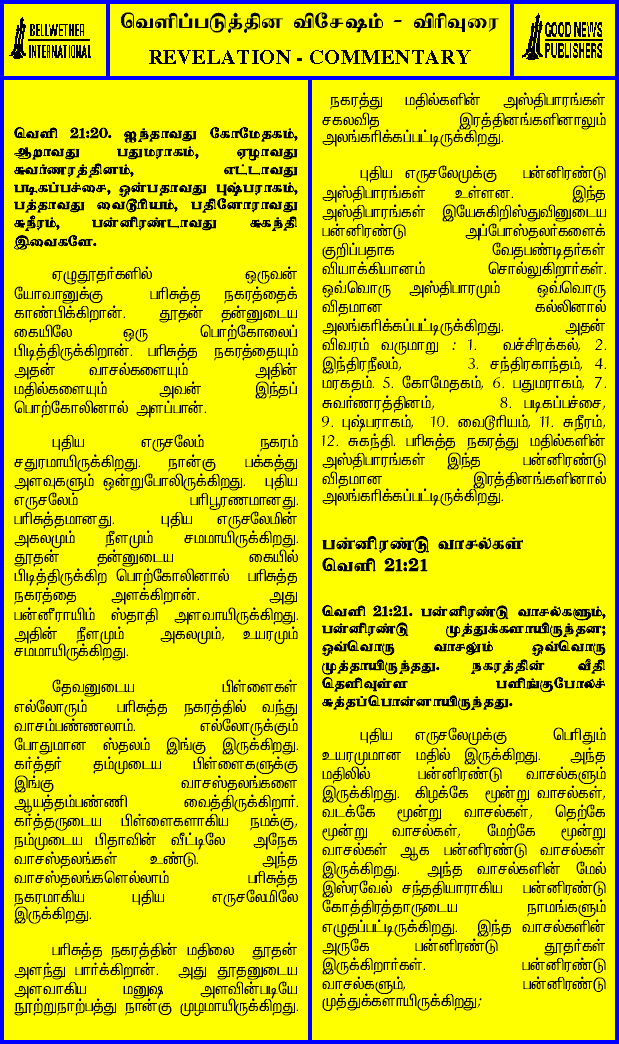 BELLWETHER
INTERNATIONAL
வெளிப்படுத்தின விசேஷம் - விரிவுரை
REVELATION - COMMENTARY
GOOD NEWS
PUBLISHERS
வெளி 21:20. ஐந்தாவது கோமேதகம்,
ஆறாவது பதுமராகம், ஏழாவது
சுவர்ணரத்தினம், எட்டாவது
படிகப்பச்சை, ஒன்பதாவது புஷ்பராகம்,
பத்தாவது வைடூரியம், பதினோராவது
சுநீரம், பன்னிரண்டாவது சுகந்தி
இவைகளே.
ஏழுதூதர்களில் ஒருவன்
யோவானுக்கு பரிசுத்த நகரத்தைக்
காண்பிக்கிறான். தூதன் தன்னுடைய
கையிலே ஒரு பொற்கோலைப்
பிடித்திருக்கிறான். பரிசுத்த நகரத்தையும்
அதன் வாசல்களையும் அதின்
மதில்களையும் அவன் இந்தப்
பொற்கோலினால் அளப்பான்.
புதிய எருசலேம் நகரம்
சதுரமாயிருக்கிறது. நான்கு பக்கத்து
அளவுகளும் ஒன்றுபோலிருக்கிறது. புதிய
எருசலேம் பரிபூரணமானது.
பரிசுத்தமானது. புதிய எருசலேமின்
அகலமும் நீளமும் சமமாயிருக்கிறது.
தூதன் தன்னுடைய கையில்
பிடித்திருக்கிற பொற்கோலினால் பரிசுத்த
நகரத்தை அளக்கிறான். அது
பன்னீராயிம் ஸ்தாதி அளவாயிருக்கிறது.
அதின் நீளமும் அகலமும், உயரமும்
சமமாயிருக்கிறது.
தேவனுடைய பிள்ளைகள்
எல்லோரும் பரிசுத்த நகரத்தில் வந்து
வாசம்பண்ணலாம். எல்லோருக்கும்
போதுமான ஸ்தலம் இங்கு இருக்கிறது.
கர்த்தர் தம்முடைய பிள்ளைகளுக்கு
இங்கு வாசஸ்தலங்களை
ஆயத்தம்பண்ணி வைத்திருக்கிறார்.
கர்த்தருடைய பிள்ளைகளாகிய நமக்கு,
நம்முடைய பிதாவின் வீட்டிலே அநேக
வாசஸ்தலங்கள் உண்டு. அந்த
வாசஸ்தலங்களெல்லாம் பரிசுத்த
நகரமாகிய புதிய எருசலேமிலே
இருக்கிறது.
பரிசுத்த நகரத்தின் மதிலை தூதன்
அளந்து பார்க்கிறான். அது தூதனுடைய
அளவாகிய மனுஷ அளவின்படியே
நூற்றுநாற்பத்து நான்கு முழமாயிருக்கிறது.
நகரத்து மதில்களின் அஸ்திபாரங்கள்
சகலவித இரத்தினங்களினாலும்
அலங்கரிக்கப்பட்டிருக்கிறது.
புதிய எருசலேமுக்கு பன்னிரண்டு
அஸ்திபாரங்கள் உள்ளன. இந்த
அஸ்திபாரங்கள் இயேசுகிறிஸ்துவினுடைய
பன்னிரண்டு அப்போஸ்தலர்களைக்
குறிப்பதாக வேதபண்டிதர்கள்
வியாக்கியானம் சொல்லுகிறார்கள்.
ஒவ்வொரு அஸ்திபாரமும் ஒவ்வொரு
விதமான கல்லினால்
அலங்கரிக்கப்பட்டிருக்கிறது. அதன்
விவரம் வருமாறு : 1. வச்சிரக்கல், 2.
இந்திரநீலம், 3. சந்திரகாந்தம், 4.
மரகதம். 5. கோமேதகம், 6. பதுமராகம், 7.
சுவர்ணரத்தினம், 8. படிகப்பச்சை,
9. புஷ்பராகம், 10. வைடூரியம், 11. சுநீரம்,
12. சுகந்தி. பரிசுத்த நகரத்து மதில்களின்
அஸ்திபாரங்கள் இந்த பன்னிரண்டு
விதமான இரத்தினங்களினால்
அலங்கரிக்கப்பட்டிருக்கிறது.
பன்னிரண்டு வாசல்கள்
வெளி 21:21
வெளி 21:21. பன்னிரண்டு வாசல்களும்,
பன்னிரண்டு முத்துக்களாயிருந்தன;
ஒவ்வொரு வாசலும் ஒவ்வொரு
முத்தாயிருந்தது. நகரத்தின் வீதி
தெளிவுள்ள பளிங்குபோலச்
சுத்தப்பொன்னாயிருந்தது.
புதிய எருசலேமுக்கு பெரிதும்
உயரமுமான மதில் இருக்கிறது. அந்த
மதிலில் பன்னிரண்டு வாசல்களும்
இருக்கிறது. கிழக்கே மூன்று வாசல்கள்,
வடக்கே மூன்று வாசல்கள், தெற்கே
மூன்று வாசல்கள், மேற்கே மூன்று
வாசல்கள் ஆக பன்னிரண்டு வாசல்கள்
இருக்கிறது. அந்த வாசல்களின் மேல்
இஸ்ரவேல் சந்ததியாராகிய பன்னிரண்டு
கோத்திரத்தாருடைய நாமங்களும்
எழுதப்பட்டிருக்கிறது. இந்த வாசல்களின்
அருகே பன்னிரண்டு தூதர்கள்
இருக்கிறார்கள். பன்னிரண்டு
வாசல்களும், பன்னிரண்டு
முத்துக்களாயிருக்கிறது;